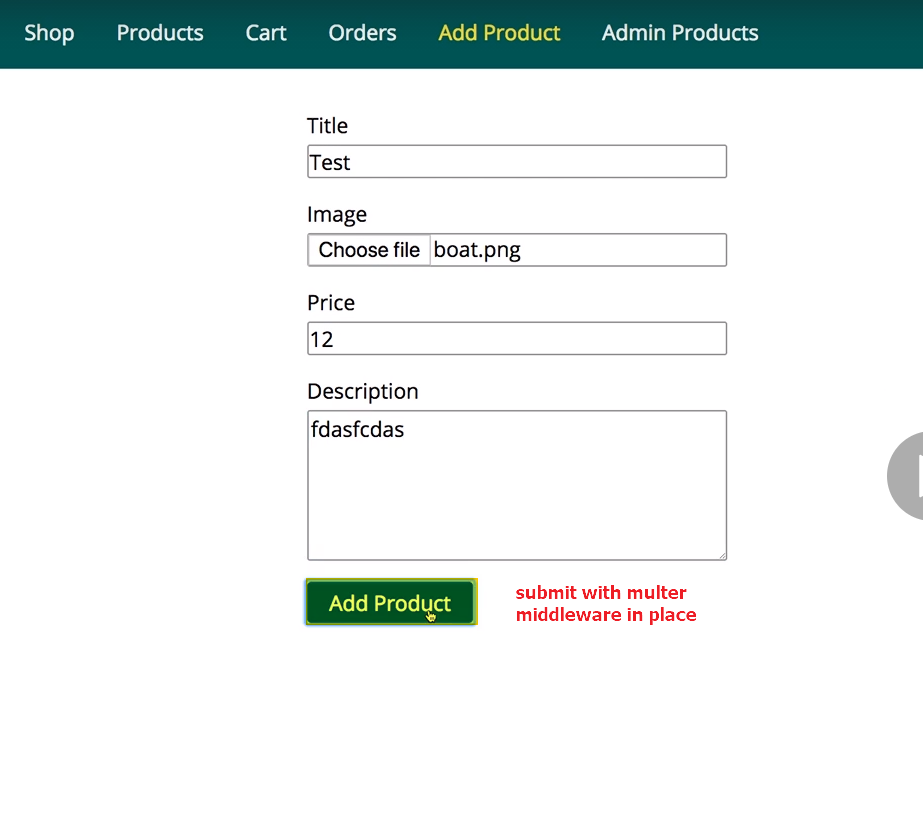 Shop Products Cart Orders Add Product Admin Products
Title
Test
Image
Choose file boat.png
Price
12
Description
fdasfcdas
Add Product
submit with multer
middleware in place